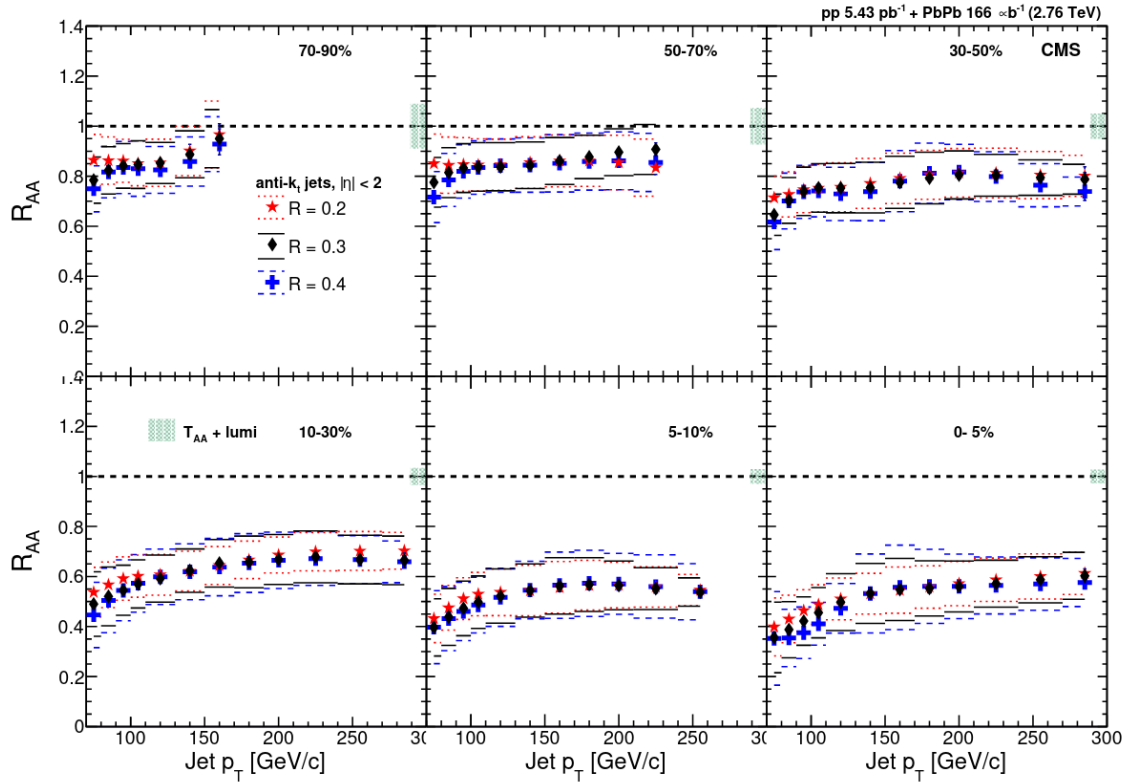 pp 5.43 pb⁻¹ + PbPb 166 ∝b⁻¹ (2.76 TeV)
1.4
1.2
1
0.8
0.6
0.4
0.2
R_AA
70-90%
anti-k_t jets, |η| < 2
R = 0.2
R = 0.3
R = 0.4
50-70%
30-50%
CMS
1.2
1
0.8
0.6
0.4
0.2
0
R_AA
T_AA + lumi
10-30%
5-10%
0- 5%
100 150 200 250 100 150 200 250 100 150 200 250 300
Jet p_T [GeV/c] Jet p_T [GeV/c] Jet p_T [GeV/c]